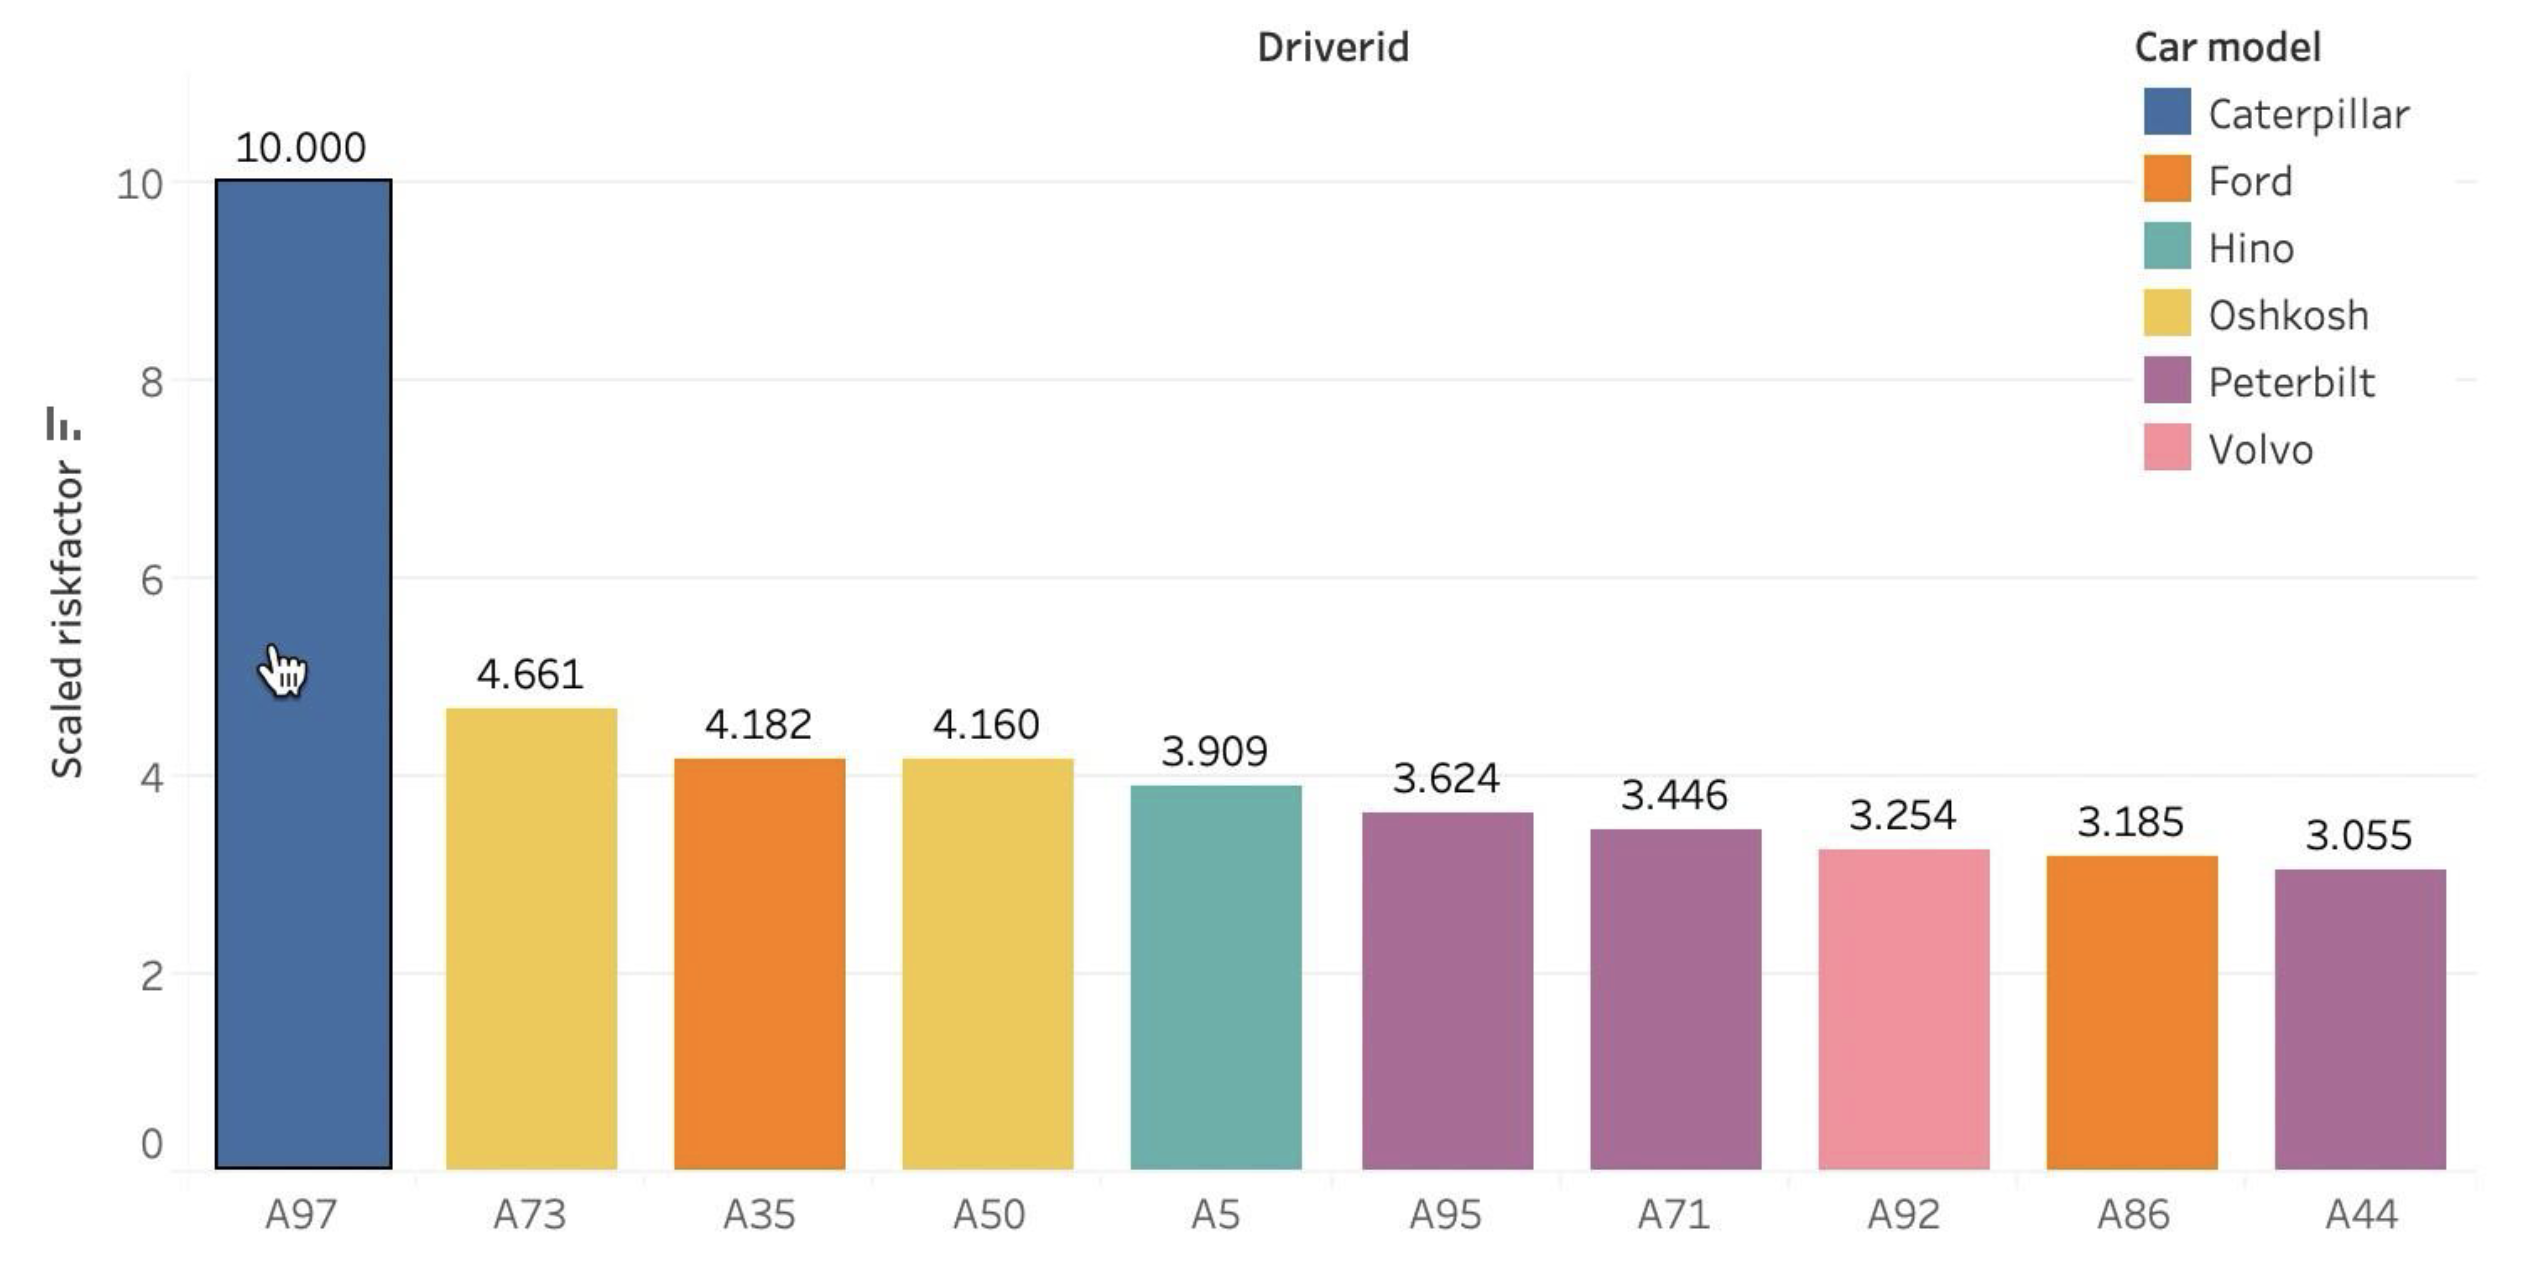 Driverid
Car model
Caterpillar
Ford
Hino
Oshkosh
Peterbilt
Volvo
Scaled riskfactor
10
8
6
4
2
0
10.000
4.661
4.182
4.160
3.909
3.624
3.446
3.254
3.185
3.055
A97
A73
A35
A50
A5
A95
A71
A92
A86
A44